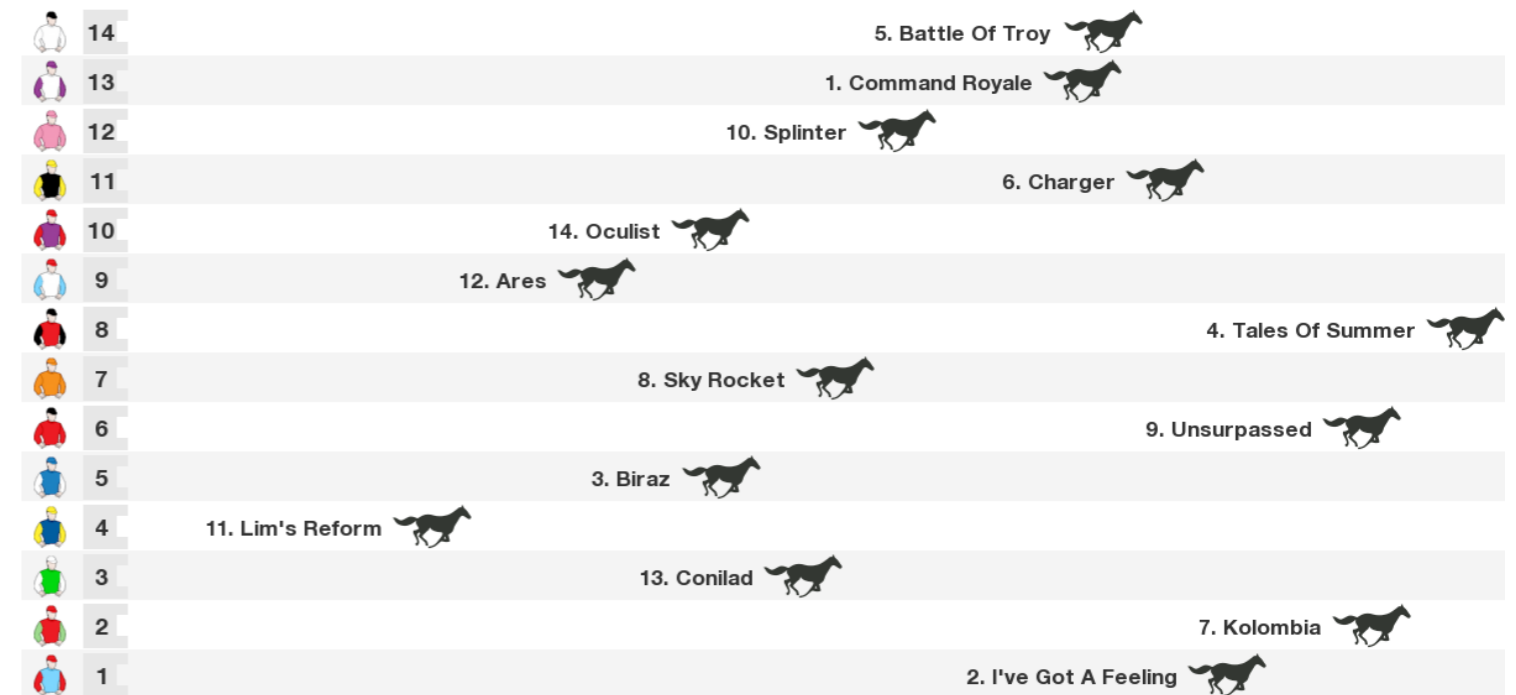 14 5. Battle Of Troy
13 1. Command Royale
12 10. Splinter
11 6. Charger
10 14. Oculist
9 12. Ares
8 4. Tales Of Summer
7 8. Sky Rocket
6 9. Unsurpassed
5 3. Biraz
4 11. Lim's Reform
3 13. Conilad
2 7. Kolombia
1 2. I've Got A Feeling